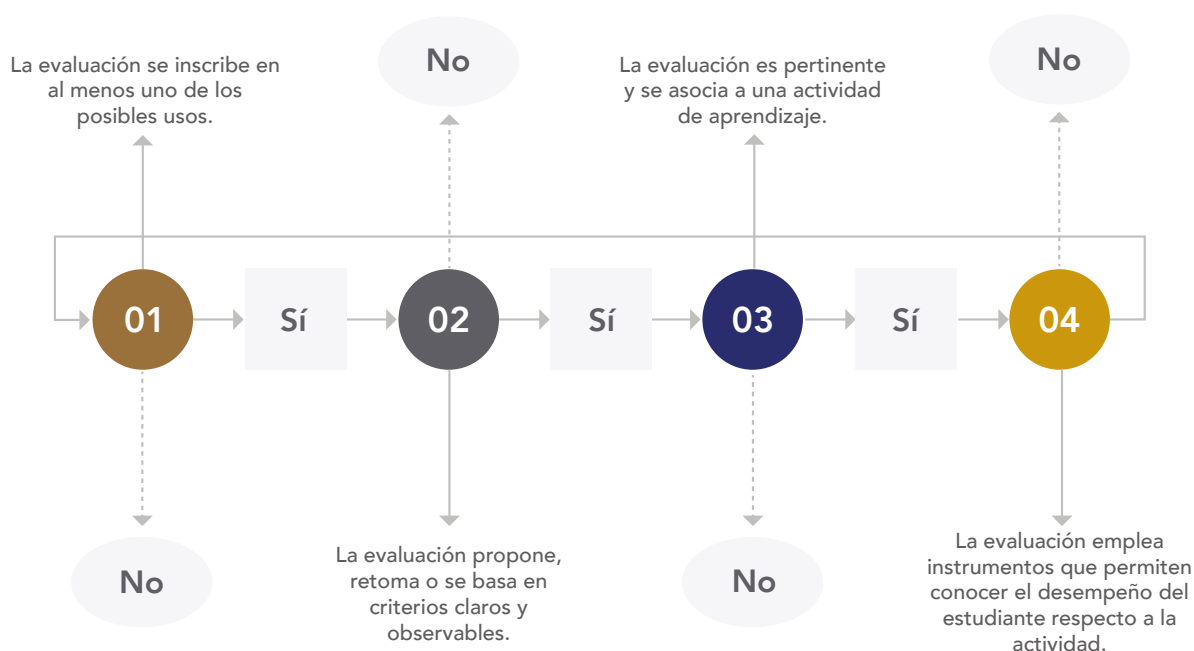 La evaluación se inscribe en
al menos uno de los
posibles usos.
No
La evaluación es pertinente
y se asocia a una actividad
de aprendizaje.
No
01
Sí
02
Sí
03
Sí
04
No
La evaluación propone,
retoma o se basa en
criterios claros y
observables.
No
La evaluación emplea
instrumentos que permiten
conocer el desempeño del
estudiante respecto a la
actividad.